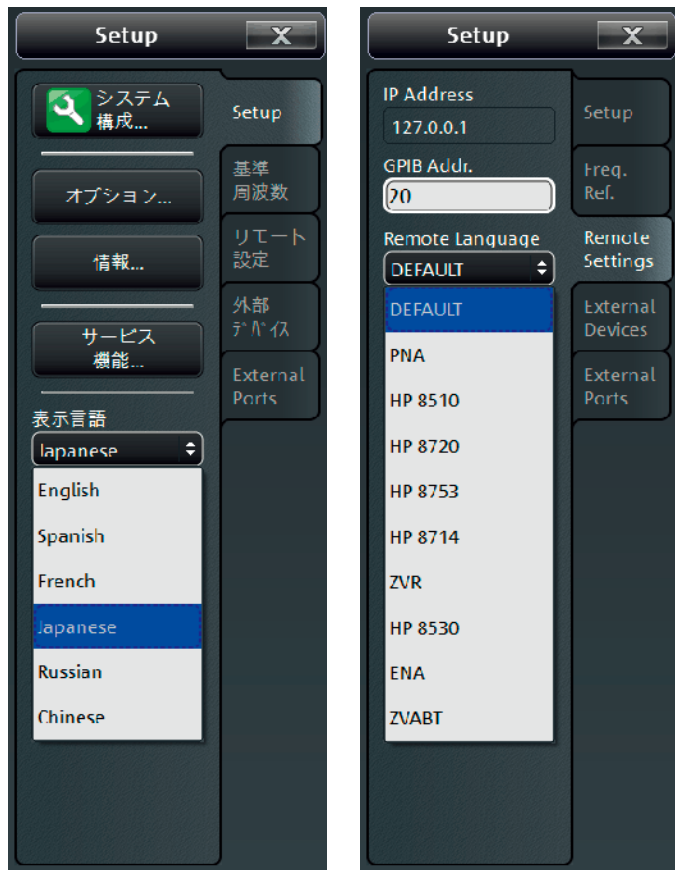 Setup
X
システム
構成...
オプション...
情報...
サービス
機能...
表示言語
Japanese
English
Spanish
French
Japanese
Russian
Chinese
Setup
基準
周波数
リモート
設定
外部
ﾃﾞﾊﾞｲｽ
External
Ports
Setup
X
IP Address
127.0.0.1
GPIB Addr.
20
Remote Language
DEFAULT
DEFAULT
PNA
HP 8510
HP 8720
HP 8753
HP 8714
ZVR
HP 8530
ENA
ZVABT
Setup
Freq.
Ref.
Remote
Settings
External
Devices
External
Ports